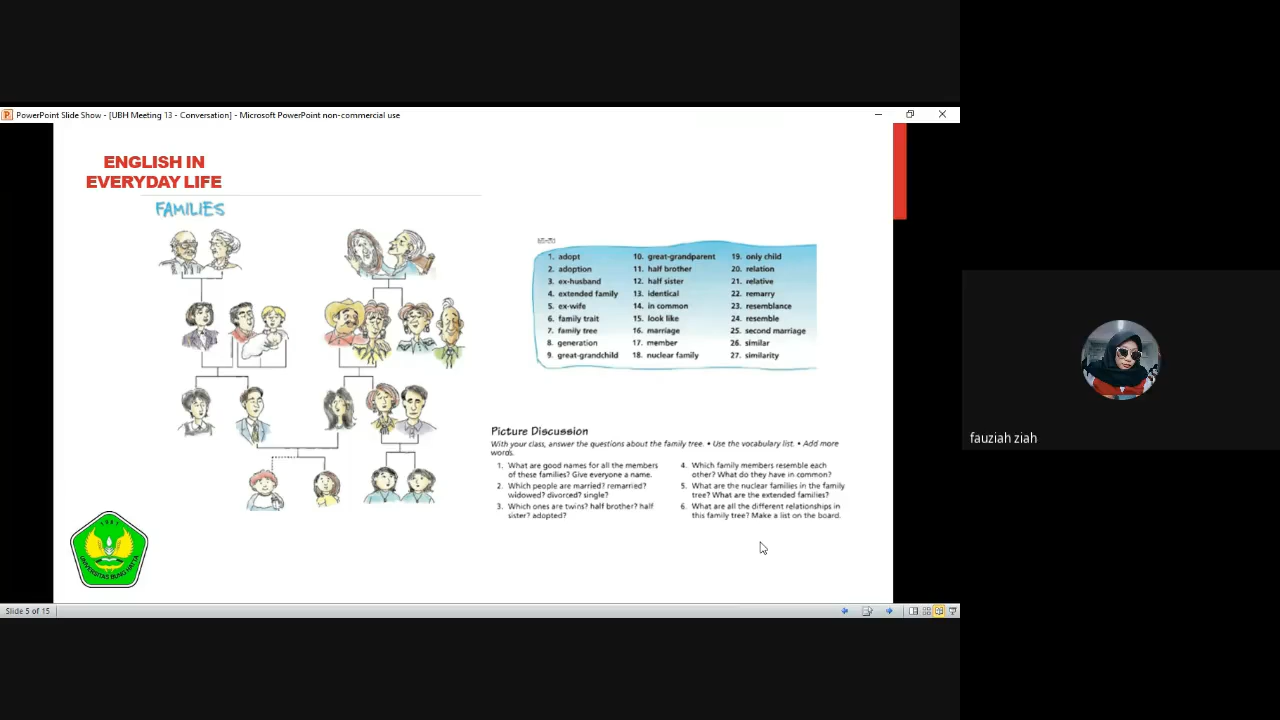 PowerPoint Slide Show - [UBH Meeting 13 - Conversation] - Microsoft PowerPoint non-commercial use
ENGLISH IN
EVERYDAY LIFE
FAMILIES
1. adopt
2. adoption
3. ex-husband
4. extended family
5. ex-wife
6. family trait
7. family tree
8. generation
9. great-grandchild
10. great-grandparent
11. half brother
12. half sister
13. identical
14. in common
15. look like
16. marriage
17. member
18. nuclear family
19. only child
20. relation
21. relative
22. remarry
23. resemblance
24. resemble
25. second marriage
26. similar
27. similarity
Picture Discussion
With your class, answer the questions about the family tree. • Use the vocabulary list. • Add more
words.
1. What are good names for all the members
of these families? Give everyone a name.
2. Which people are married? remarried?
widowed? divorced? single?
3. Which ones are twins? half brother? half
sister? adopted?
4. Which family members resemble each
other? What do they have in common?
5. What are the nuclear families in the family
tree? What are the extended families?
6. What are all the different relationships in
this family tree? Make a list on the board.
1981
UNIVERSITAS BUNG HATTA
Slide 5 of 15
fauziah ziah